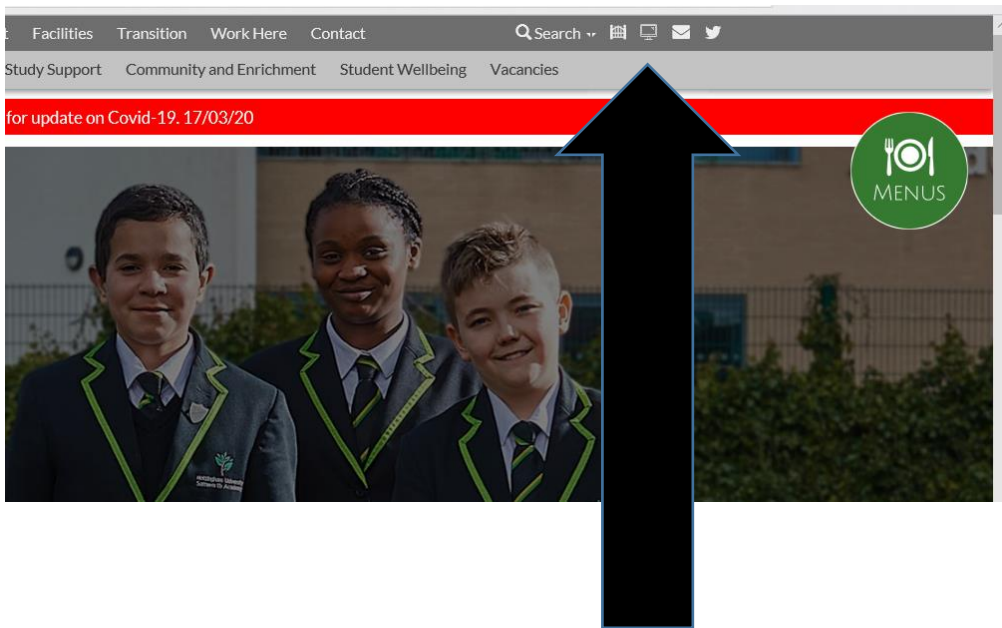 Facilities Transition Work Here Contact Search
Study Support Community and Enrichment Student Wellbeing Vacancies
for update on Covid-19. 17/03/20
MENUS